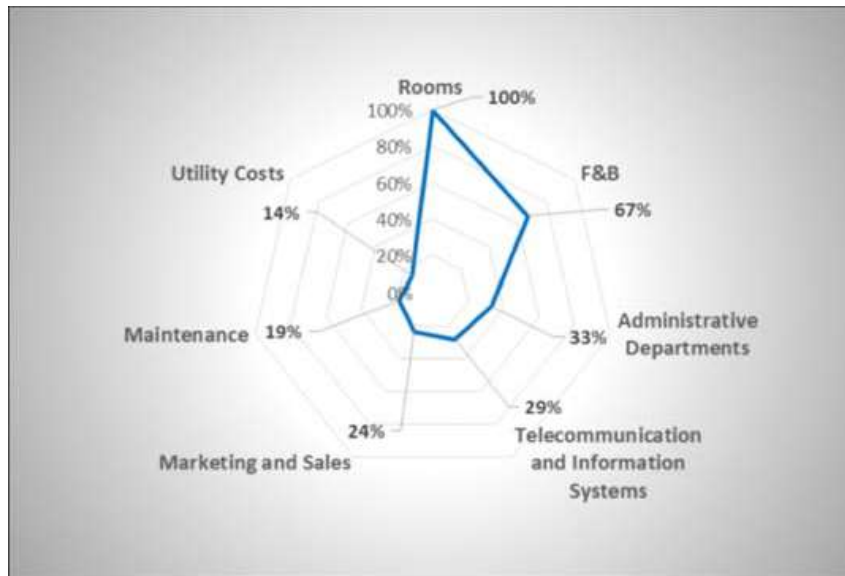 Rooms
100%
100%
80%
60%
40%
20%
0%
F&B
67%
Administrative
Departments
33%
29%
Telecommunication
and Information
Systems
24%
Marketing and Sales
Maintenance
19%
Utility Costs
14%